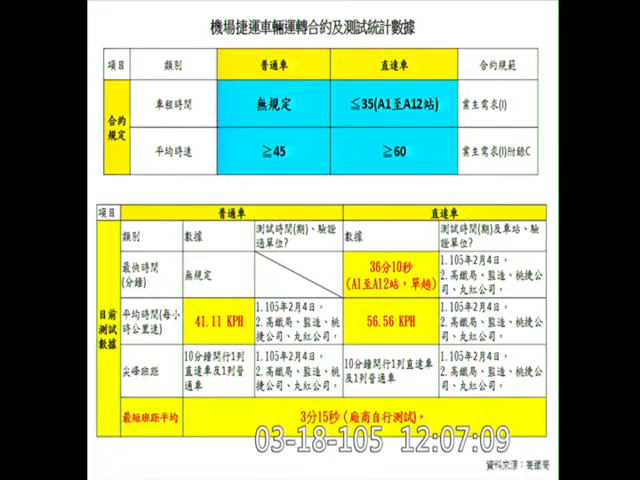 機場捷運車輛運轉合約及測試統計數據
項目 類別 普通車 直達車 合約規範
合約規定 車程時間 無規定 ≦35(A1至A12站) 業主需求(I)
平均時速 ≧45 ≧60 業主需求(I)附錄C
項目 普通車 直達車
目前測試數據 類別 數據 測試時間(期)、驗證過單位? 數據 測試時間(期)及車站、驗證單位?
最快時間(分鐘) 無規定 36分10秒(A1至A12站，單趟) 1.105年2月4日，
2.高鐵局、監造、桃捷公司、丸紅公司，
平均時間(每小時公里速) 41.11 KPH 1.105年2月4日，
2.高鐵局、監造、桃捷公司、丸紅公司， 56.56 KPH 1.105年2月4日，
2.高鐵局、監造、桃捷公司、丸紅公司，
尖峰班距 10分鐘開行1列直達車及1列普通車 1.105年2月4日，
2.高鐵局、監造、桃捷公司、丸紅公司， 10分鐘開行1列直達車及1列普通車 1.105年2月4日，
2.高鐵局、監造、桃捷公司、丸紅公司，
最短班距平均 3分15秒（廠商自行測試）。
03-18-105 12:07:09
資料來源：高鐵局